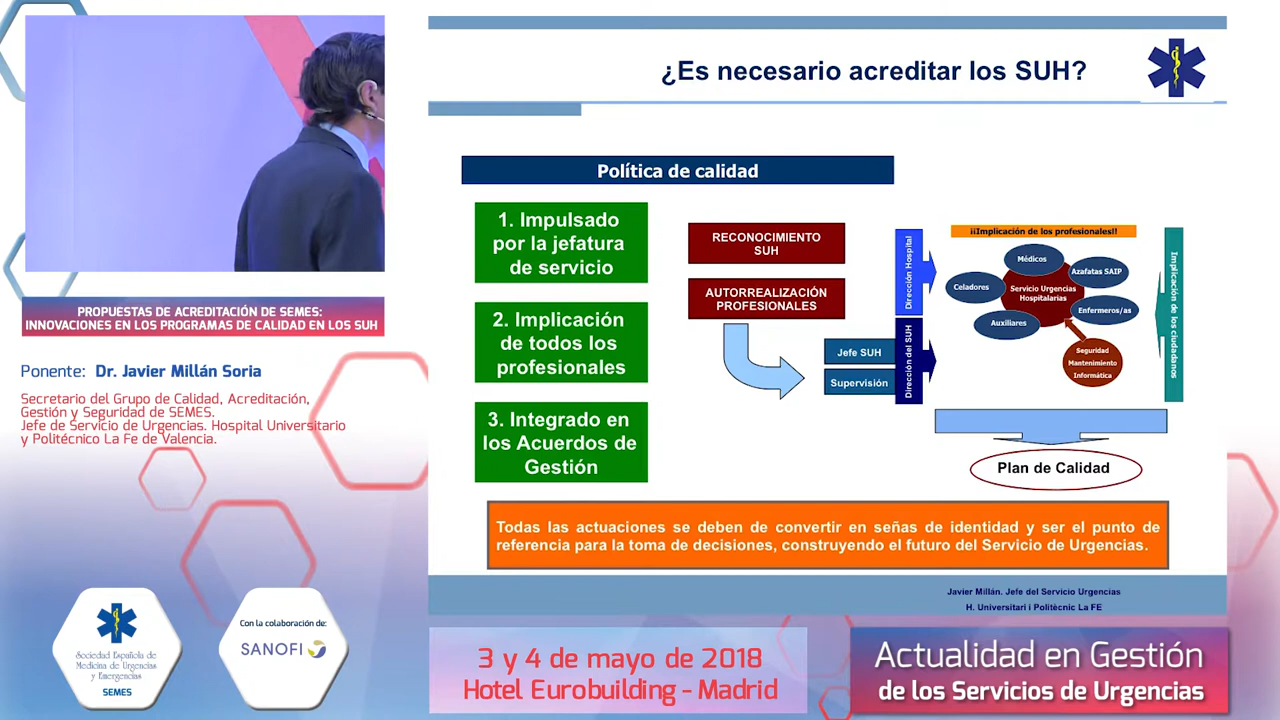 ¿Es necesario acreditar los SUH?
Política de calidad
1. Impulsado
por la jefatura
de servicio
2. Implicación
de todos los
profesionales
3. Integrado en
los Acuerdos de
Gestión
RECONOCIMIENTO
SUH
AUTORREALIZACIÓN
PROFESIONALES
Jefe SUH
Supervisión
Dirección Hospital
Dirección del SUH
¡¡Implicación de los profesionales!!
Médicos
Azafatas SAIP
Celadores
Servicio Urgencias
Hospitalarias
Enfermeros/as
Auxiliares
Seguridad
Mantenimiento
Informática
Implicación de los ciudadanos
Plan de Calidad
Todas las actuaciones se deben de convertir en señas de identidad y ser el punto de
referencia para la toma de decisiones, construyendo el futuro del Servicio de Urgencias.
Javier Millán. Jefe del Servicio Urgencias
H. Universitari i Politècnic La FE
PROPUESTAS DE ACREDITACIÓN DE SEMES:
INNOVACIONES EN LOS PROGRAMAS DE CALIDAD EN LOS SUH
Ponente: Dr. Javier Millán Soria
Secretario del Grupo de Calidad, Acreditación,
Gestión y Seguridad de SEMES.
Jefe de Servicio de Urgencias. Hospital Universitario
y Politécnico La Fe de Valencia.
Sociedad Española de
Medicina de Urgencias
y Emergencias
SEMES
Con la colaboración de:
SANOFI
3 y 4 de mayo de 2018
Hotel Eurobuilding - Madrid
Actualidad en Gestión
de los Servicios de Urgencias